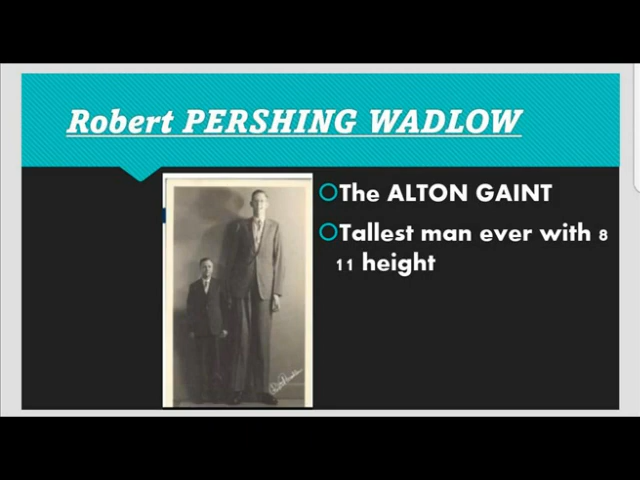 Robert PERSHING WADLOW
The ALTON GAINT
Tallest man ever with 8
11 height